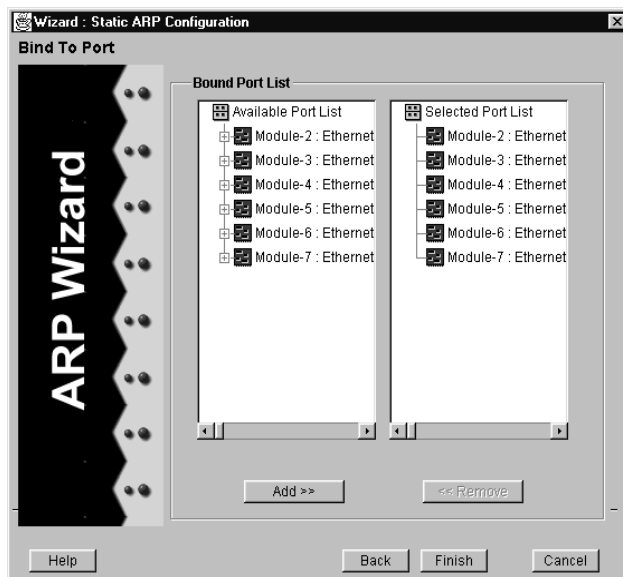 Wizard : Static ARP Configuration
Bind To Port
ARP Wizard
Bound Port List
Available Port List
Module-2 : Ethernet
Module-3 : Ethernet
Module-4 : Ethernet
Module-5 : Ethernet
Module-6 : Ethernet
Module-7 : Ethernet
Selected Port List
Module-2 : Ethernet
Module-3 : Ethernet
Module-4 : Ethernet
Module-5 : Ethernet
Module-6 : Ethernet
Module-7 : Ethernet
Add >>
<< Remove
Help
Back
Finish
Cancel